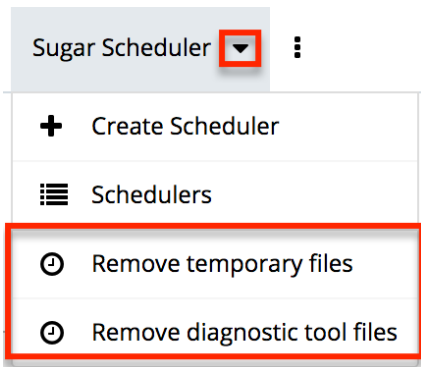 Sugar Scheduler
Create Scheduler
Schedulers
Remove temporary files
Remove diagnostic tool files